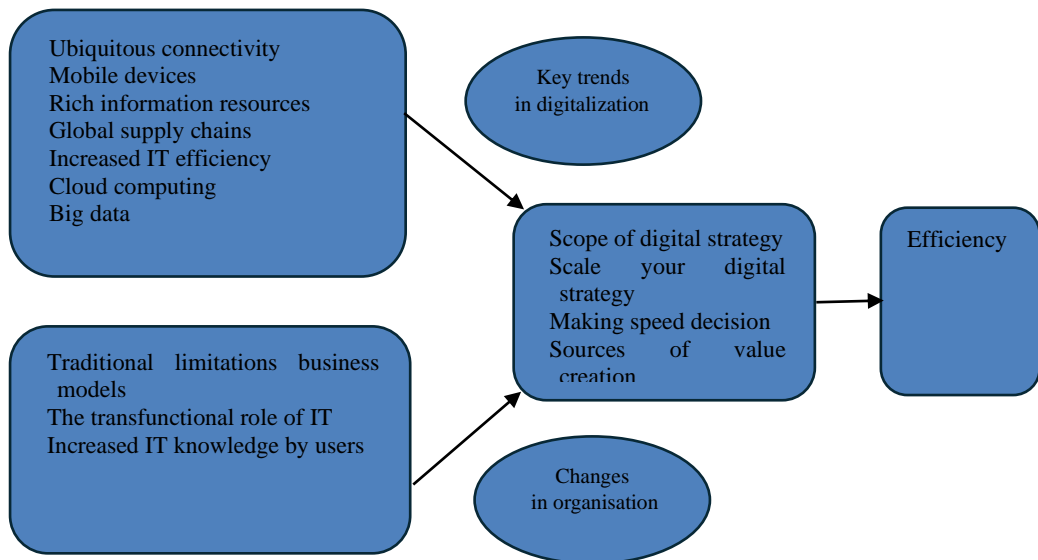 Ubiquitous connectivity
Mobile devices
Rich information resources
Global supply chains
Increased IT efficiency
Cloud computing
Big data
Key trends
in digitalization
Scope of digital strategy
Scale your digital
strategy
Making speed decision
Sources of value
creation
Efficiency
Traditional limitations business
models
The transfunctional role of IT
Increased IT knowledge by users
Changes
in organisation